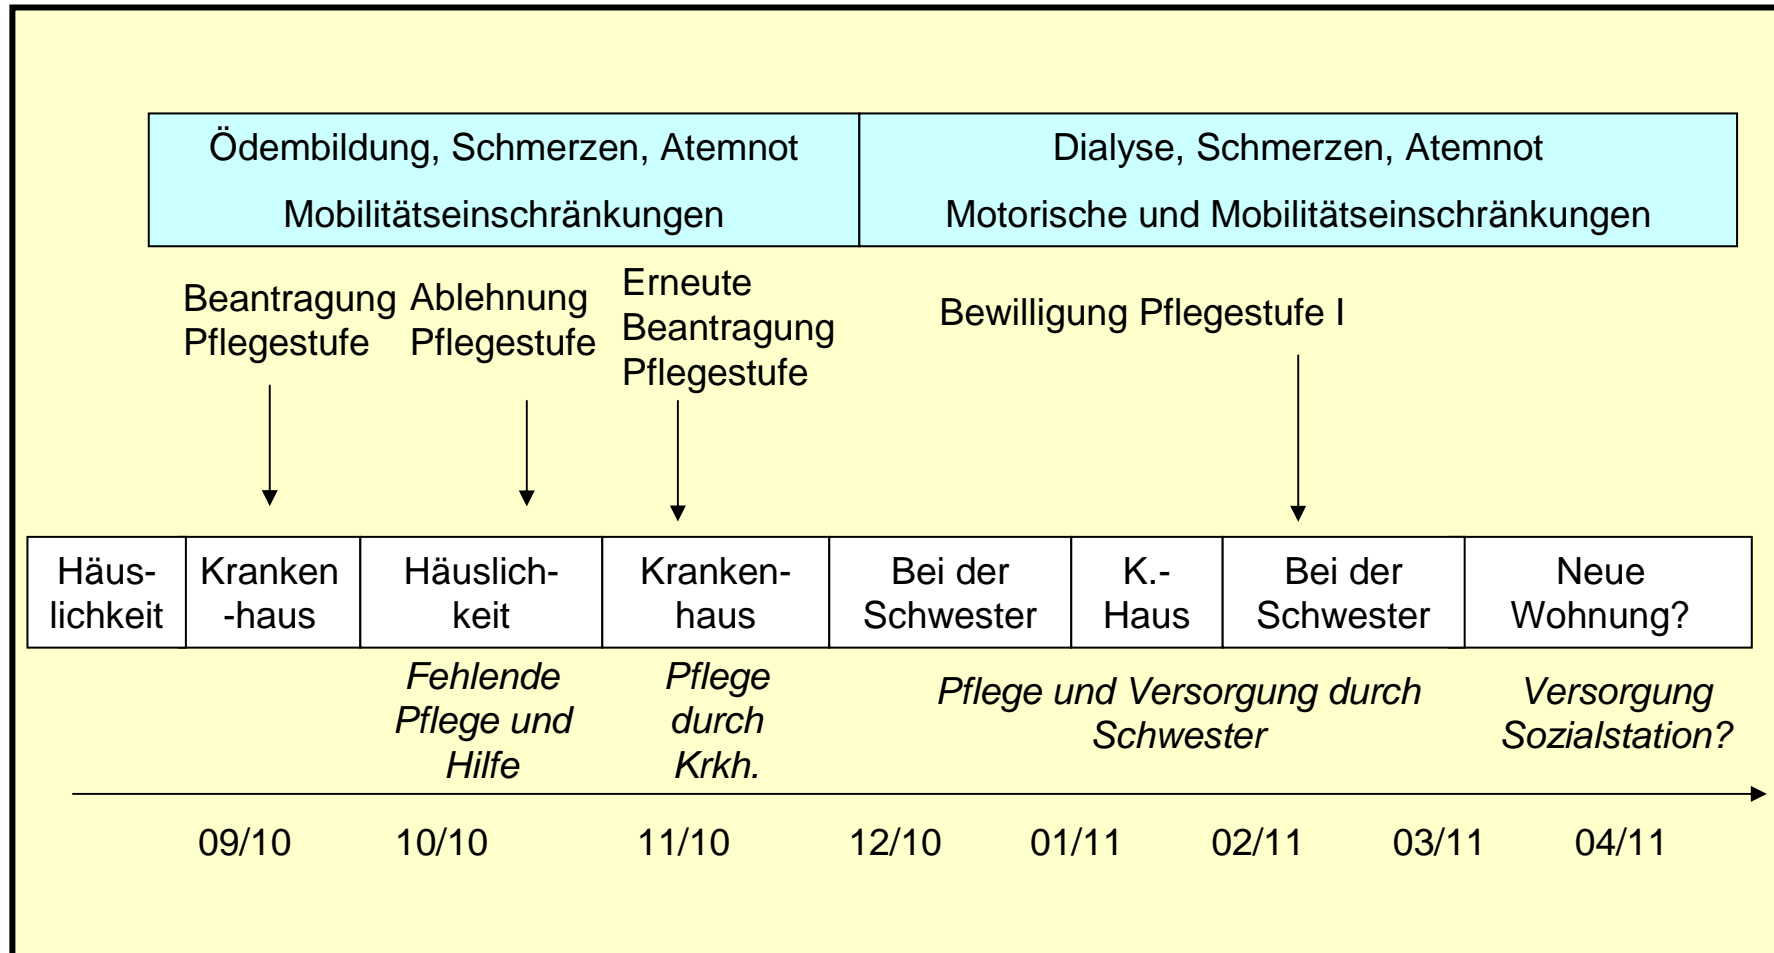 Ödembildung, Schmerzen, Atemnot
Mobilitätseinschränkungen
Dialyse, Schmerzen, Atemnot
Motorische und Mobilitätseinschränkungen
Beantragung
Pflegestufe
Ablehnung
Pflegestufe
Erneute
Beantragung
Pflegestufe
Bewilligung Pflegestufe I
Häus-
lichkeit
Kranken
-haus
Häuslich-
keit
Kranken-
haus
Bei der
Schwester
K.-
Haus
Bei der
Schwester
Neue
Wohnung?
Fehlende
Pflege und
Hilfe
Pflege
durch
Krkh.
Pflege und Versorgung durch
Schwester
Versorgung
Sozialstation?
09/10 10/10 11/10 12/10 01/11 02/11 03/11 04/11